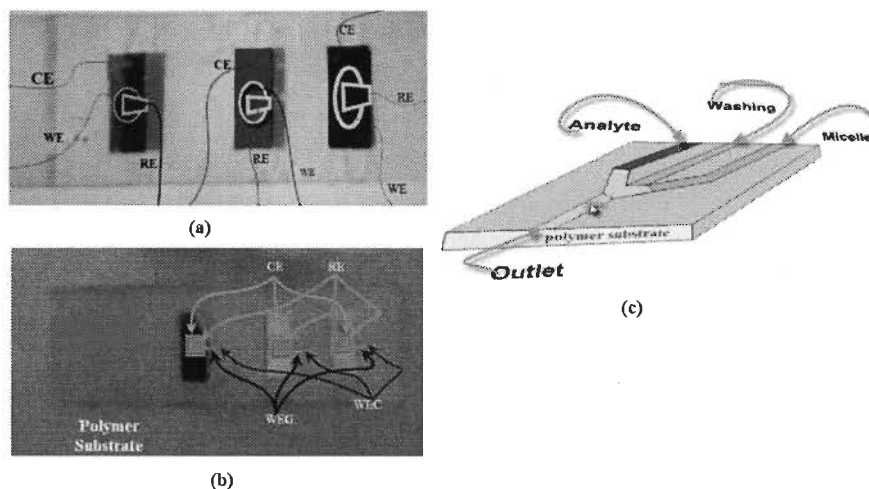 CE
CE
CE
RE
WE
RE
RE
WE
WE
(a)
CE
RE
WEG
WEC
Polymer
Substrate
(b)
Analyte
Washing
Micelle
polymer substrate
Outlet
(c)